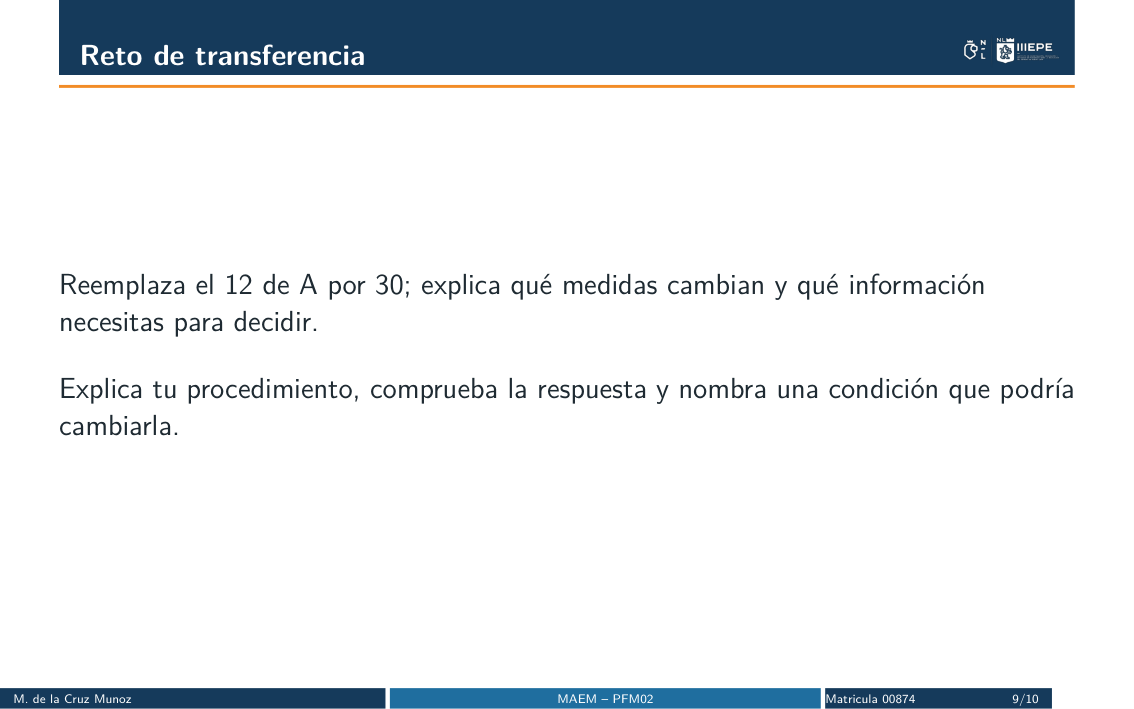 Reto de transferencia
N
L
NL
IIIEPE
Reemplaza el 12 de A por 30; explica qué medidas cambian y qué información
necesitas para decidir.
Explica tu procedimiento, comprueba la respuesta y nombra una condición que podría
cambiarla.
M. de la Cruz Munoz
MAEM – PFM02
Matricula 00874
9/10